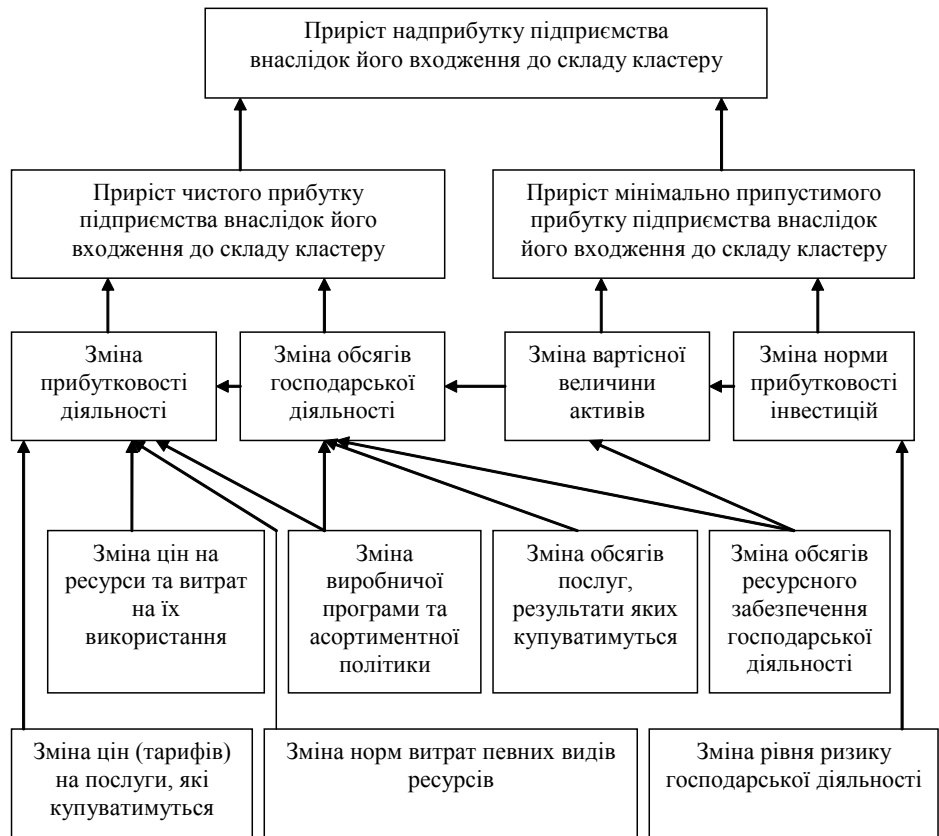 Приріст надприбутку підприємства
внаслідок його входження до складу кластеру
Приріст чистого прибутку
підприємства внаслідок його
входження до складу кластеру
Приріст мінімально припустимого
прибутку підприємства внаслідок
його входження до складу кластеру
Зміна
прибутковості
діяльності
Зміна обсягів
господарської
діяльності
Зміна вартісної
величини
активів
Зміна норми
прибутковості
інвестицій
Зміна цін на
ресурси та витрат
на їх
використання
Зміна
виробничої
програми та
асортиментної
політики
Зміна обсягів
послуг,
результати яких
купуватимуться
Зміна обсягів
ресурсного
забезпечення
господарської
діяльності
Зміна цін (тарифів)
на послуги, які
купуватимуться
Зміна норм витрат певних видів
ресурсів
Зміна рівня ризику
господарської діяльності